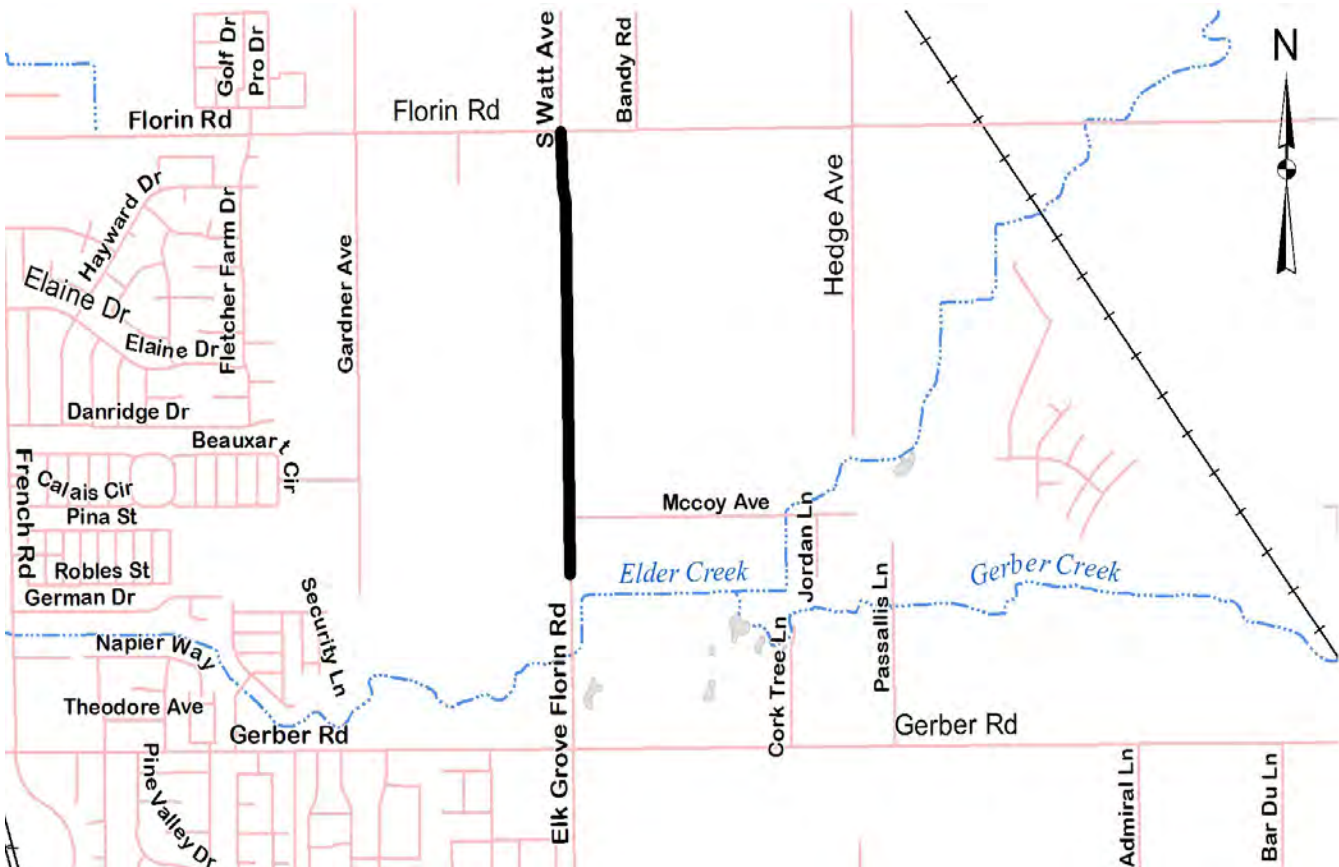 Golf Dr
Pro Dr
S Watt Ave
Bandy Rd
N
Florin Rd
Florin Rd
Hayward Dr
Fletcher Farm Dr
Gardner Ave
Hedge Ave
Elaine Dr
Elaine Dr
Danridge Dr
Beauxart Cir
French Rd
Calais Cir
Pina St
Mccoy Ave
Jordan Ln
Robles St
Elder Creek
Gerber Creek
German Dr
Security Ln
Elk Grove Florin Rd
Passallis Ln
Napier Way
Cork Tree Ln
Theodore Ave
Gerber Rd
Gerber Rd
Pine Valley Dr
Admiral Ln
Bar Du Ln